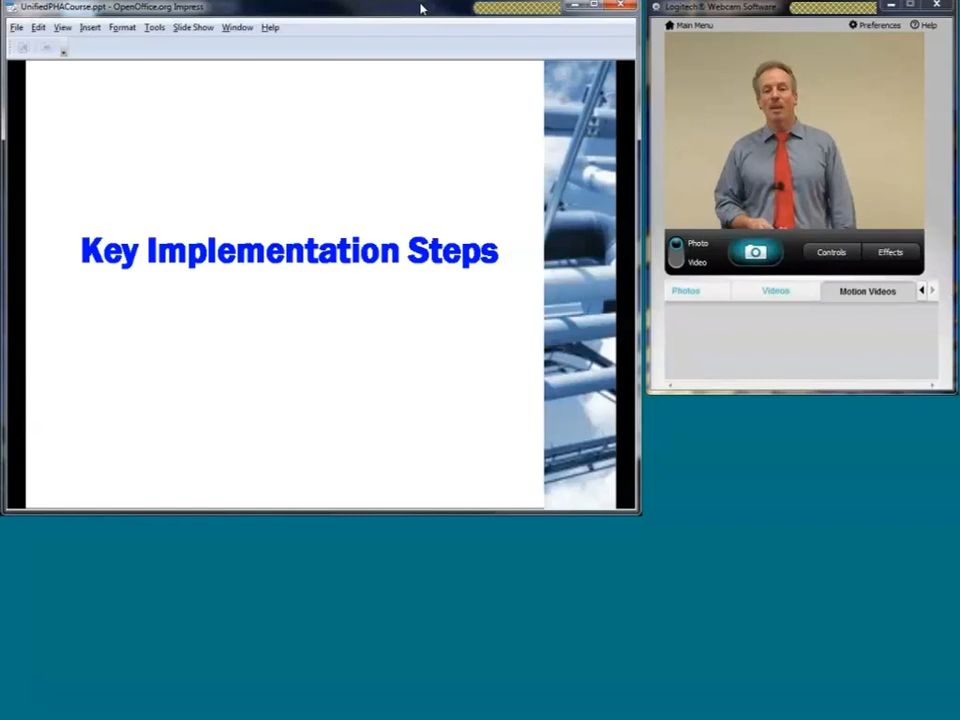 UnifiedPHACourse.ppt - OpenOffice.org Impress
File Edit View Insert Format Tools Slide Show Window Help
Key Implementation Steps
Logitech® Webcam Software
Main Menu Preferences Help
Photo
Video
Controls Effects
Photos Videos Motion Videos